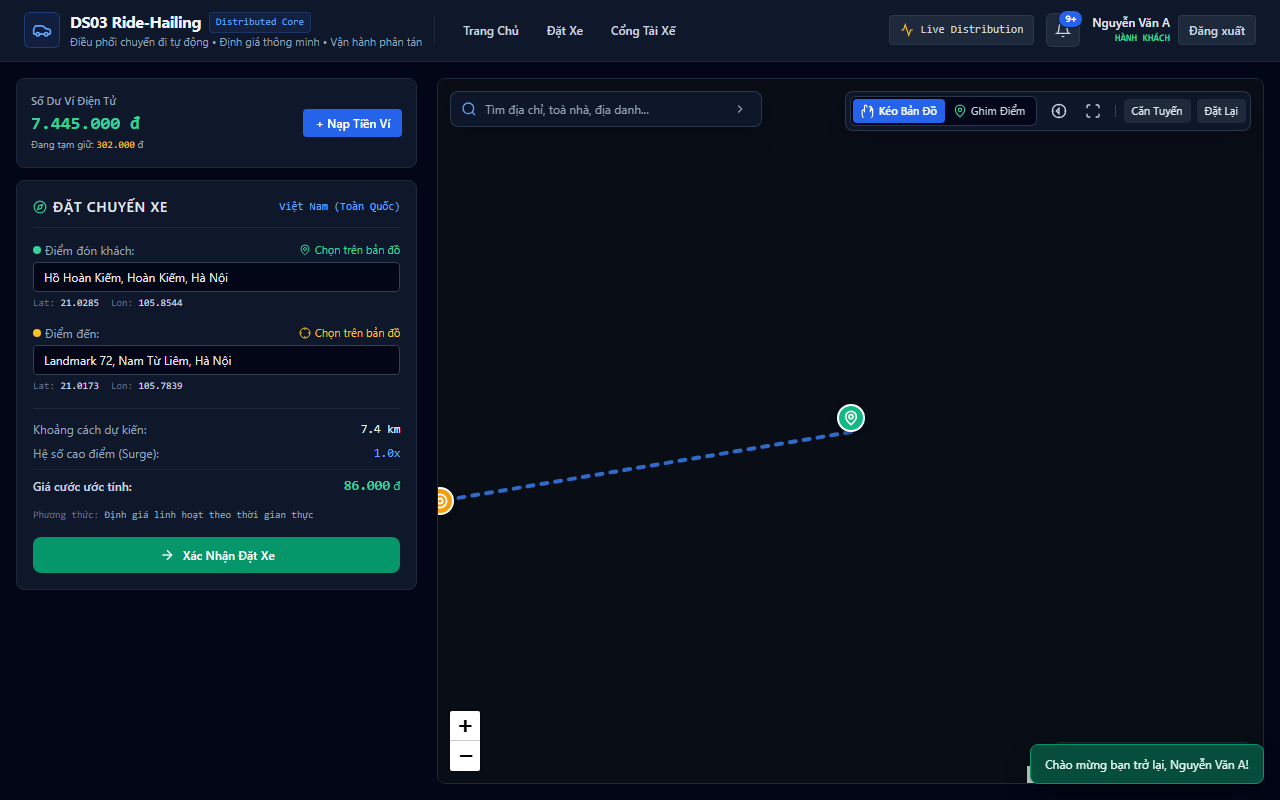 DS03 Ride-Hailing Distributed Core
Điều phối chuyến đi tự động • Định giá thông minh • Vận hành phân tán
Trang Chủ
Đặt Xe
Cổng Tài Xế
Live Distribution
9+
Nguyễn Văn A
HÀNH KHÁCH
Đăng xuất
Số Dư Ví Điện Tử
7.445.000 đ
Đang tạm giữ: 302.000 đ
+ Nạp Tiền Ví
ĐẶT CHUYẾN XE
Việt Nam (Toàn Quốc)
Điểm đón khách:
Chọn trên bản đồ
Hồ Hoàn Kiếm, Hoàn Kiếm, Hà Nội
Lat: 21.0285 Lon: 105.8544
Điểm đến:
Chọn trên bản đồ
Landmark 72, Nam Từ Liêm, Hà Nội
Lat: 21.0173 Lon: 105.7839
Khoảng cách dự kiến:
7.4 km
Hệ số cao điểm (Surge):
1.0x
Giá cước ước tính:
86.000 đ
Phương thức: Định giá linh hoạt theo thời gian thực
Xác Nhận Đặt Xe
Tìm địa chỉ, toà nhà, địa danh...
Kéo Bản Đồ
Ghim Điểm
Căn Tuyến
Đặt Lại
+
−
Chào mừng bạn trở lại, Nguyễn Văn A!